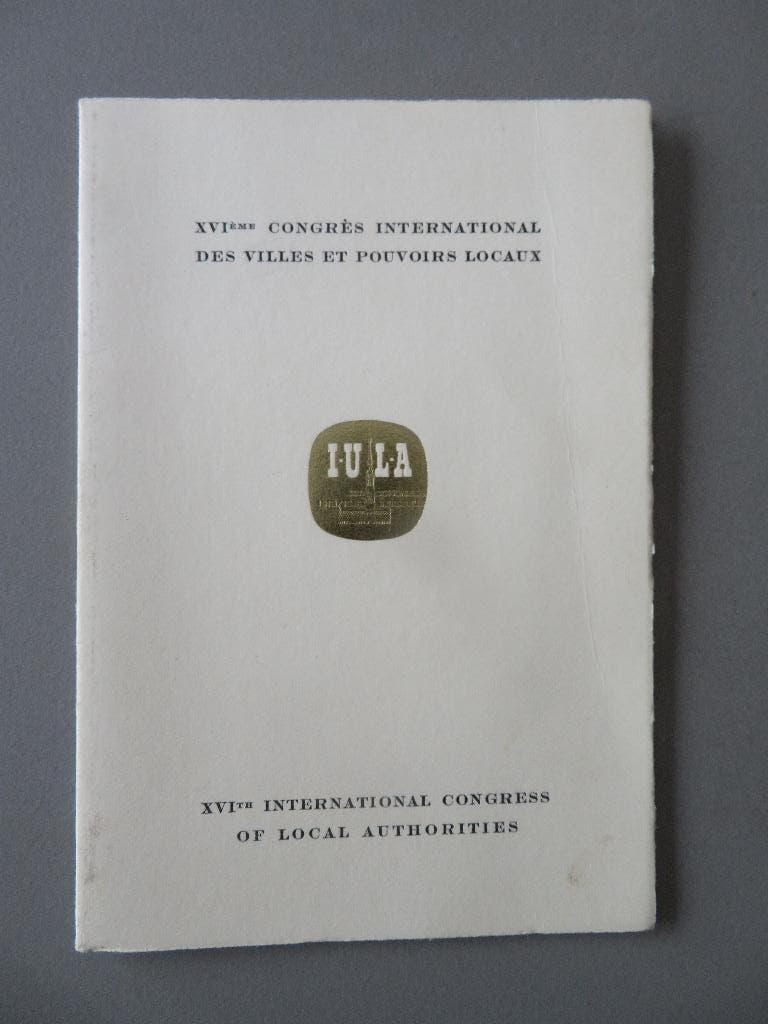 XVIÈME CONGRÈS INTERNATIONAL
DES VILLES ET POUVOIRS LOCAUX
I·U L·A
XVITH INTERNATIONAL CONGRESS
OF LOCAL AUTHORITIES